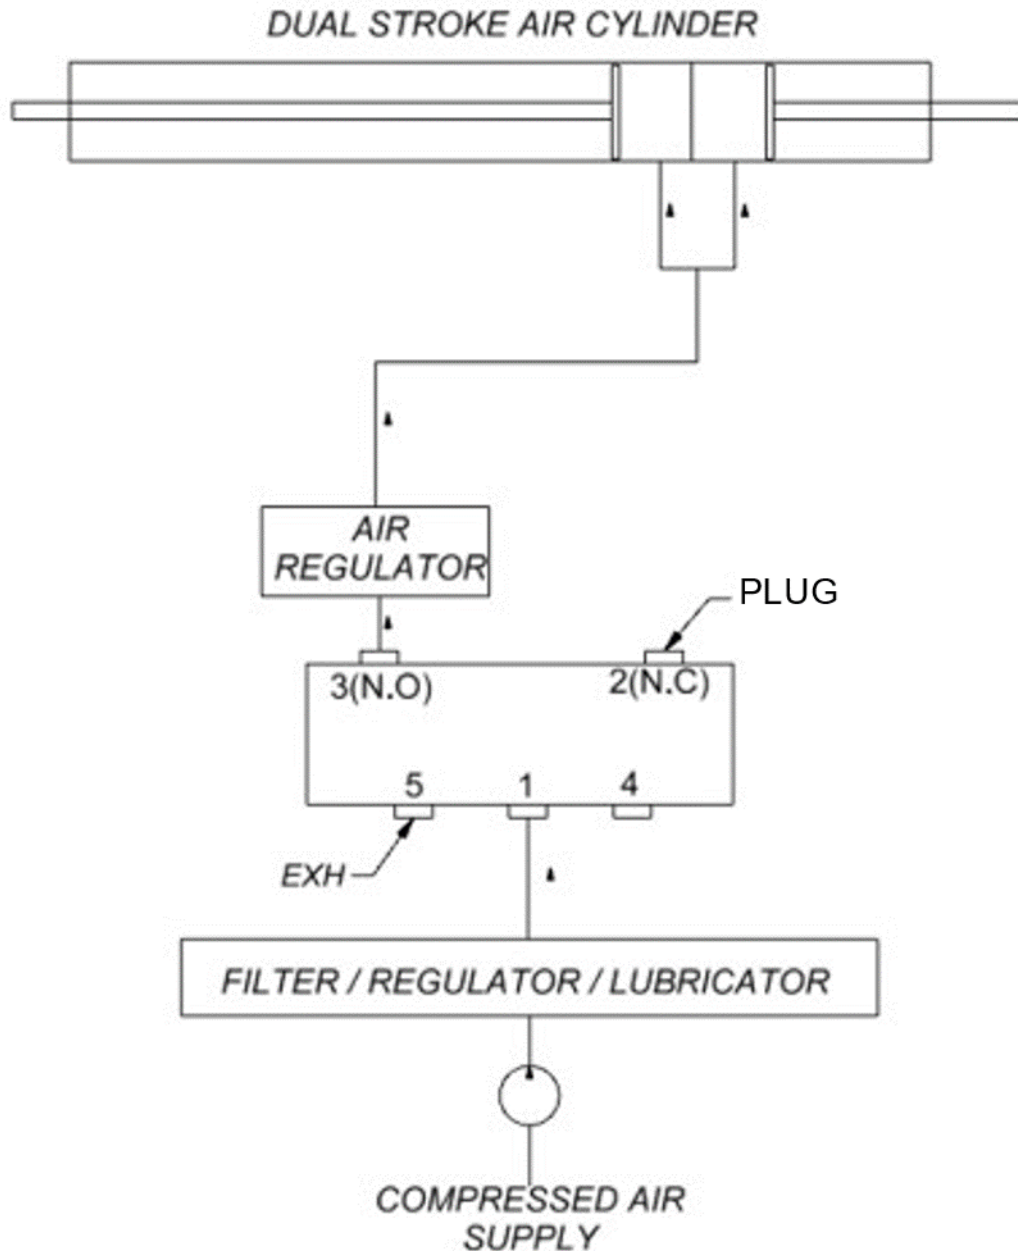 DUAL STROKE AIR CYLINDER
AIR
REGULATOR
PLUG
3(N.O) 2(N.C)
5 1 4
EXH
FILTER / REGULATOR / LUBRICATOR
COMPRESSED AIR
SUPPLY